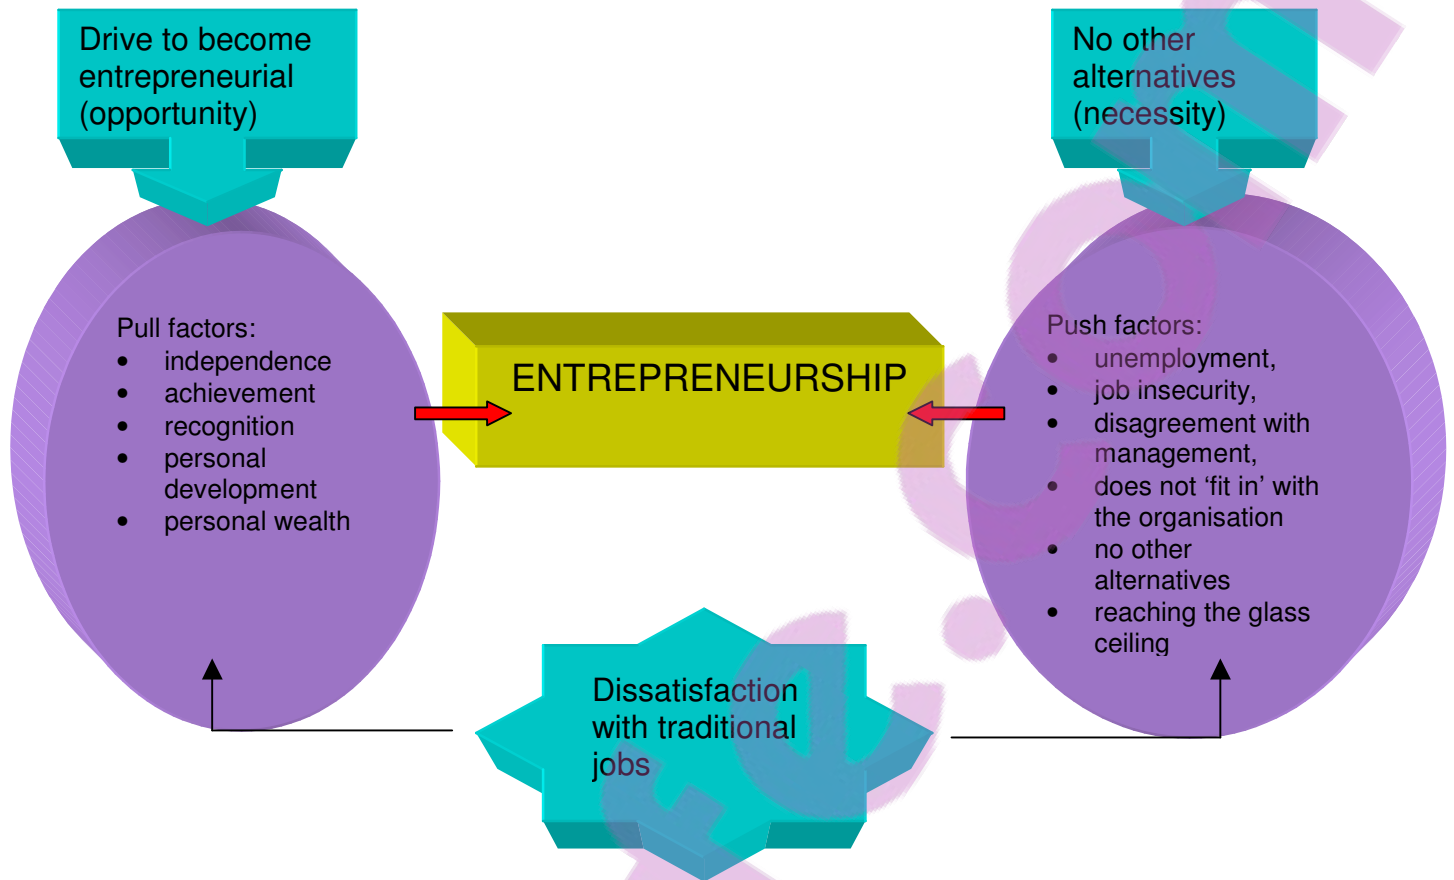 Drive to become
entrepreneurial
(opportunity)
No other
alternatives
(necessity)
Pull factors:
• independence
• achievement
• recognition
• personal
development
• personal wealth
ENTREPRENEURSHIP
Push factors:
• unemployment,
• job insecurity,
• disagreement with
management,
• does not ‘fit in’ with
the organisation
• no other
alternatives
• reaching the glass
ceiling
Dissatisfaction
with traditional
jobs